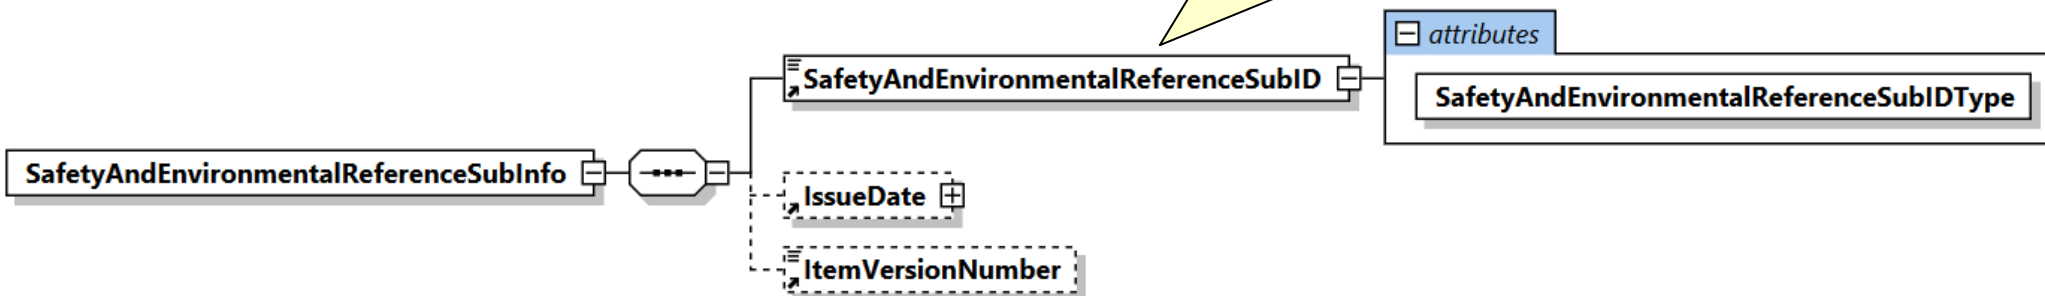 attributes
SafetyAndEnvironmentalReferenceSubID
SafetyAndEnvironmentalReferenceSubIDType
SafetyAndEnvironmentalReferenceSubInfo
IssueDate
ItemVersionNumber